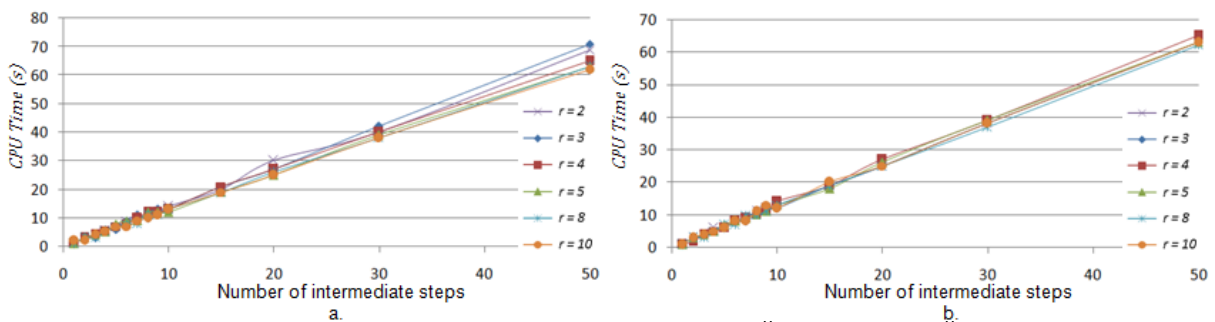 80
70
60
50
40
30
20
10
0
CPU Time (s)
0 10 20 30 40 50
Number of intermediate steps
a.
r = 2
r = 3
r = 4
r = 5
r = 8
r = 10
70
60
50
40
30
20
10
0
CPU Time (s)
0 10 20 30 40 50
Number of intermediate steps
b.
r = 2
r = 3
r = 4
r = 5
r = 8
r = 10